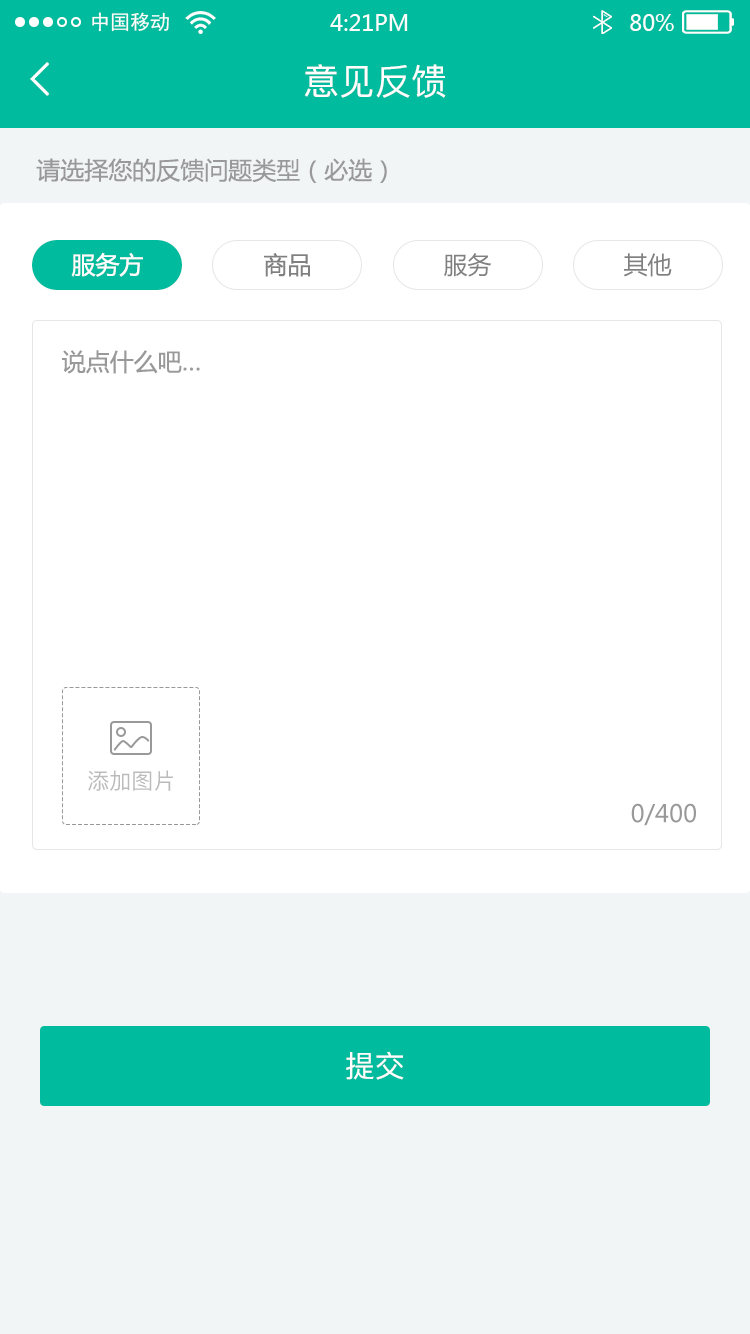 中国移动 4:21PM 80%
意见反馈
请选择您的反馈问题类型（必选）
服务方 商品 服务 其他
说点什么吧...
添加图片
0/400
提交